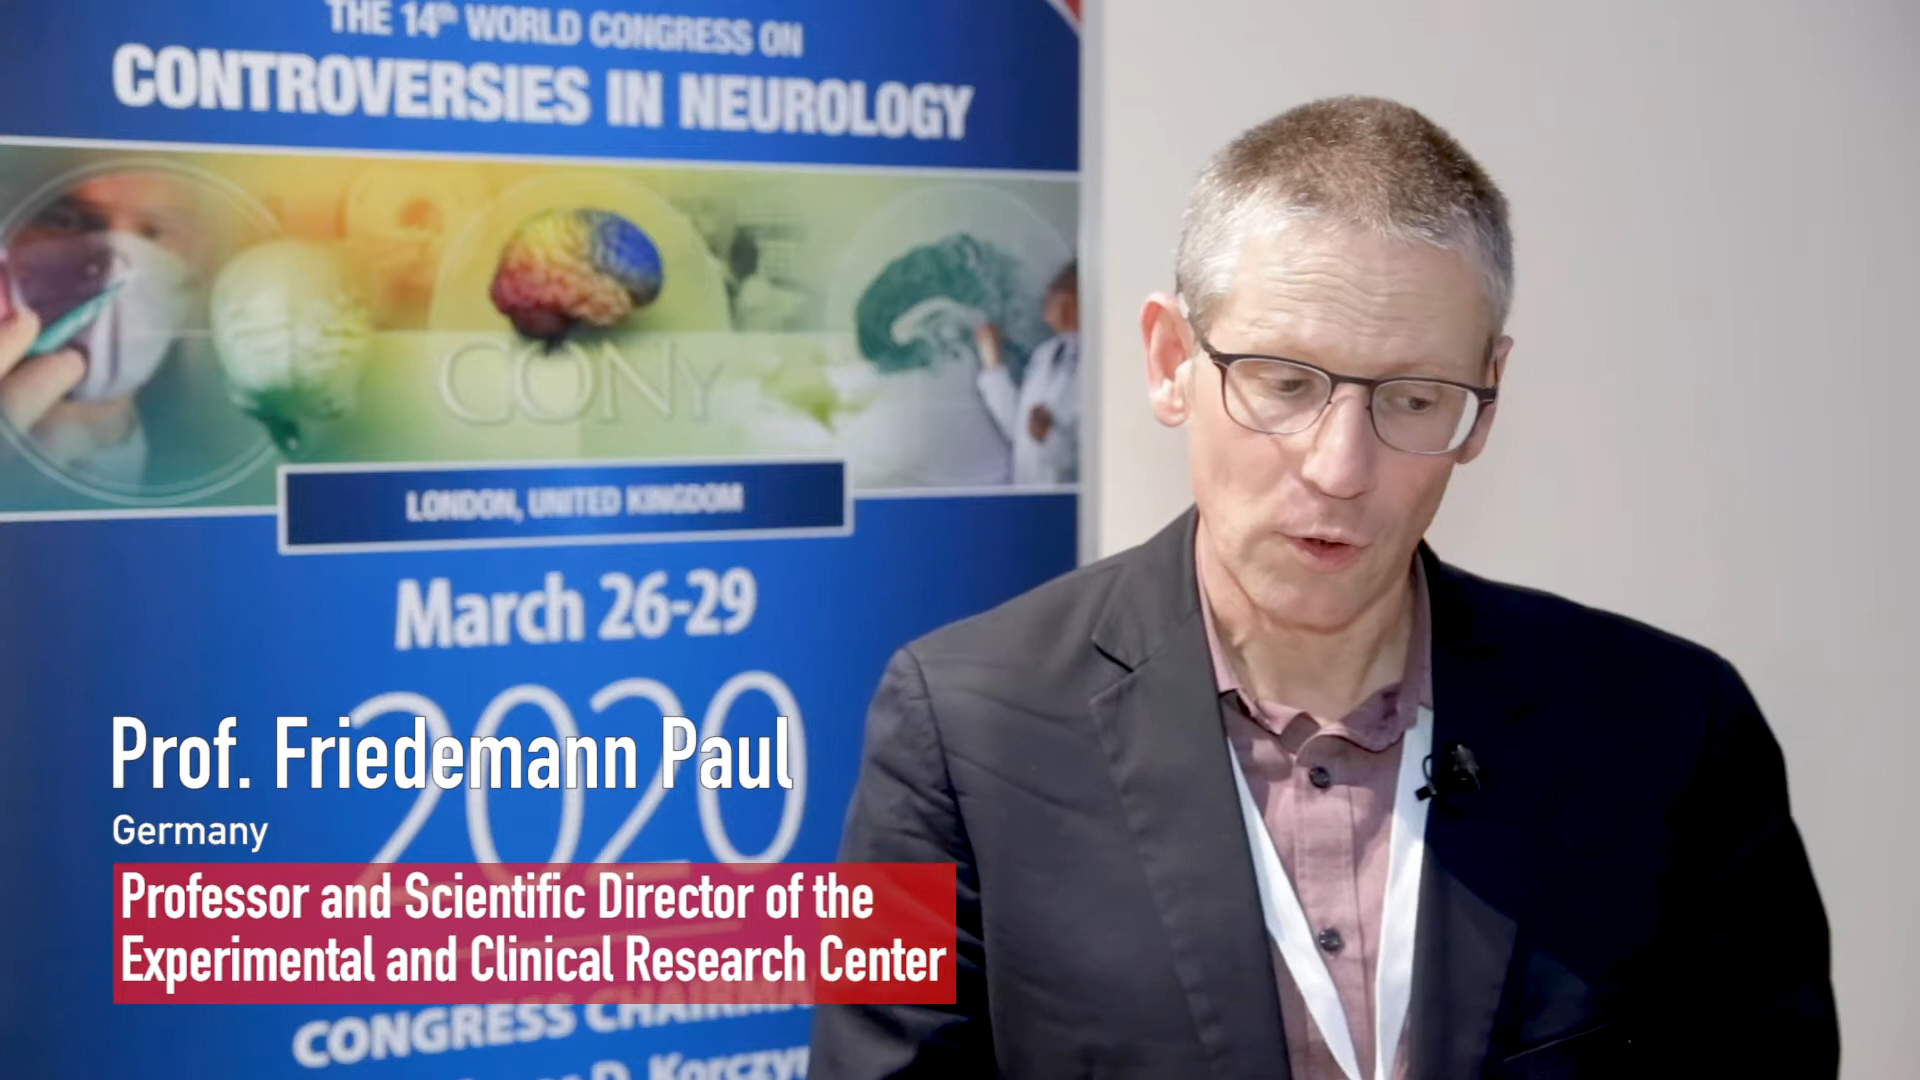 THE 14th WORLD CONGRESS ON
CONTROVERSIES IN NEUROLOGY
CONy
LONDON, UNITED KINGDOM
March 26-29
2020
Prof. Friedemann Paul
Germany
Professor and Scientific Director of the
Experimental and Clinical Research Center
CONGRESS
D. Korczyn